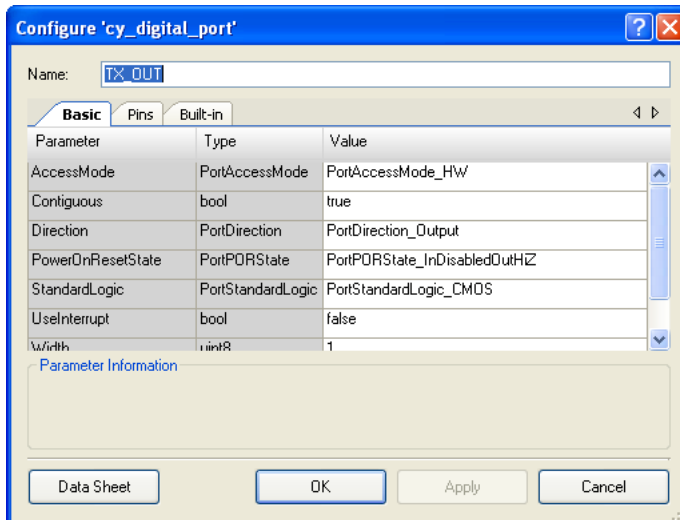 Configure 'cy_digital_port'
Name: TX_OUT
Basic Pins Built-in
Parameter Type Value
AccessMode PortAccessMode PortAccessMode_HW
Contiguous bool true
Direction PortDirection PortDirection_Output
PowerOnResetState PortPORState PortPORState_InDisabledOutHiZ
StandardLogic PortStandardLogic PortStandardLogic_CMOS
UseInterrupt bool false
Width uint8 1
Parameter Information
Data Sheet OK Apply Cancel